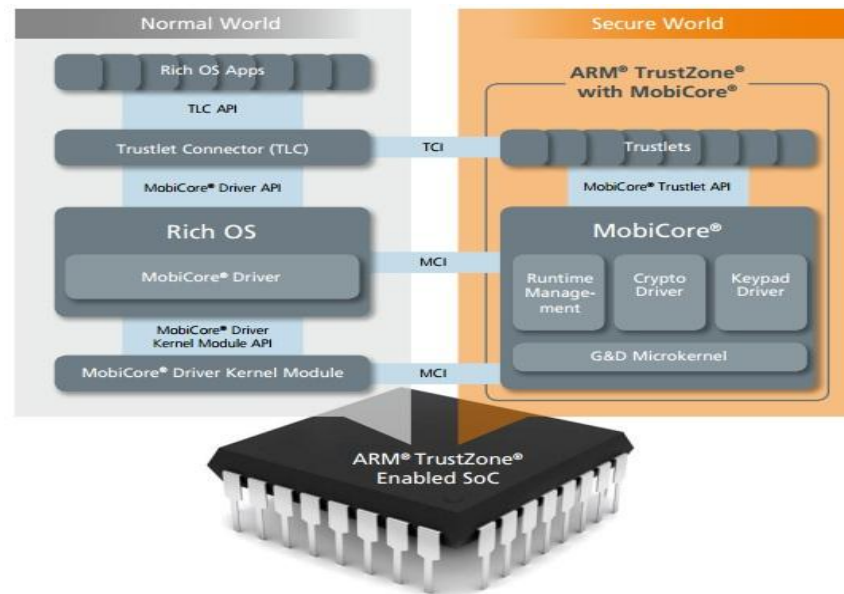 Normal World
Rich OS Apps
TLC API
Trustlet Connector (TLC)
MobiCore® Driver API
Rich OS
MobiCore® Driver
MobiCore® Driver
Kernel Module API
MobiCore® Driver Kernel Module
TCI
MCI
MCI
Secure World
ARM® TrustZone®
with MobiCore®
Trustlets
MobiCore® Trustlet API
MobiCore®
Runtime
Manage-
ment
Crypto
Driver
Keypad
Driver
G&D Microkernel
ARM® TrustZone®
Enabled SoC